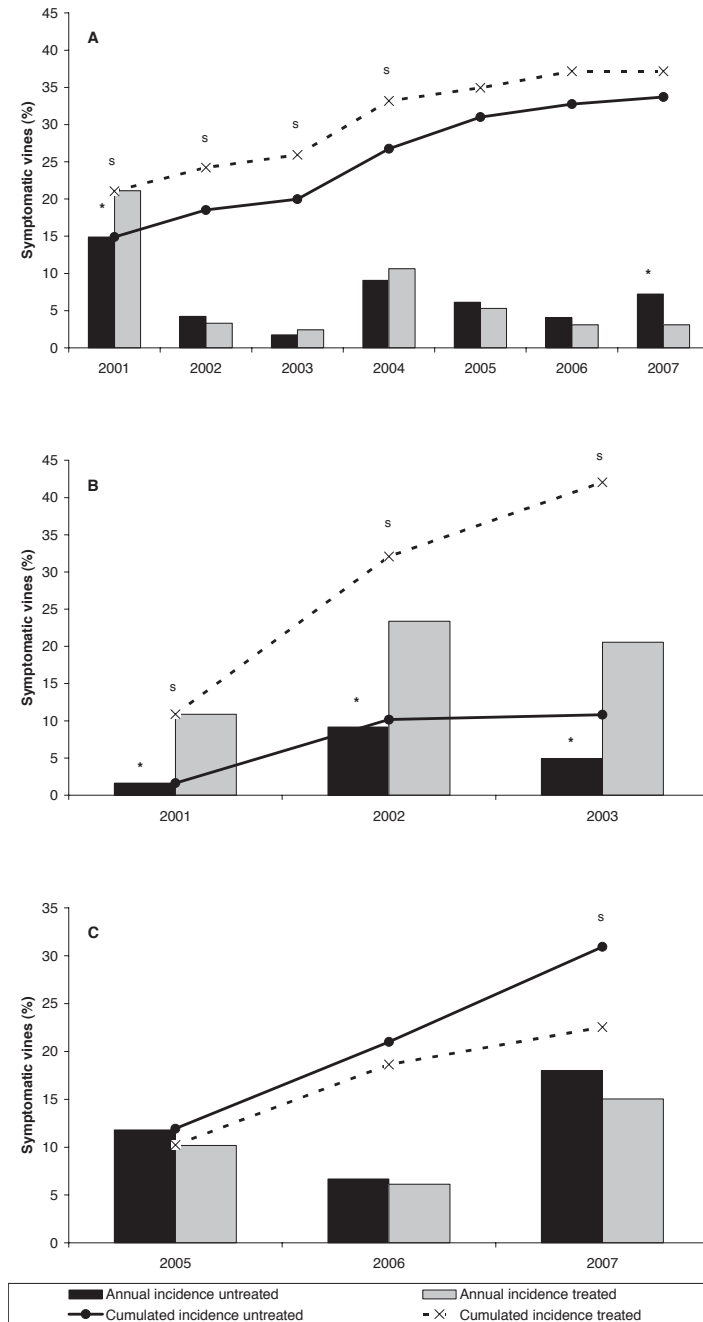 A
45
40
35
30
25
20
15
10
5
0
Symptomatic vines (%)
s
s
s
s
*
*
2001 2002 2003 2004 2005 2006 2007
B
45
40
35
30
25
20
15
10
5
0
Symptomatic vines (%)
s
s
s
*
*
*
2001 2002 2003
C
35
30
25
20
15
10
5
0
Symptomatic vines (%)
s
2005 2006 2007
Annual incidence untreated Annual incidence treated
Cumulated incidence untreated Cumulated incidence treated